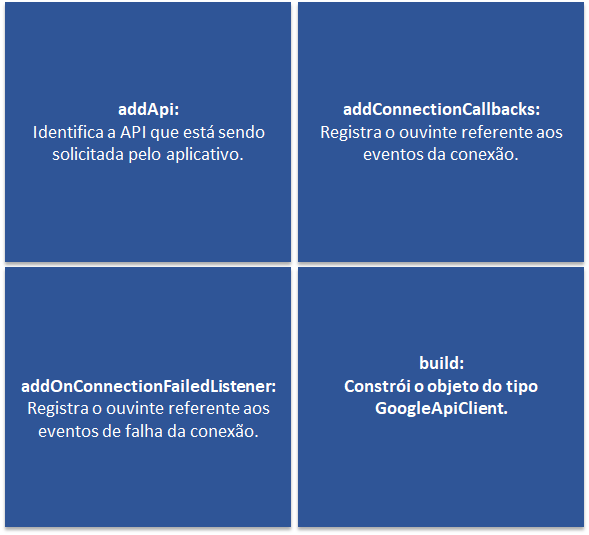 addApi:
Identifica a API que está sendo
solicitada pelo aplicativo.
addConnectionCallbacks:
Registra o ouvinte referente aos
eventos da conexão.
addOnConnectionFailedListener:
Registra o ouvinte referente aos
eventos de falha da conexão.
build:
Constrói o objeto do tipo
GoogleApiClient.